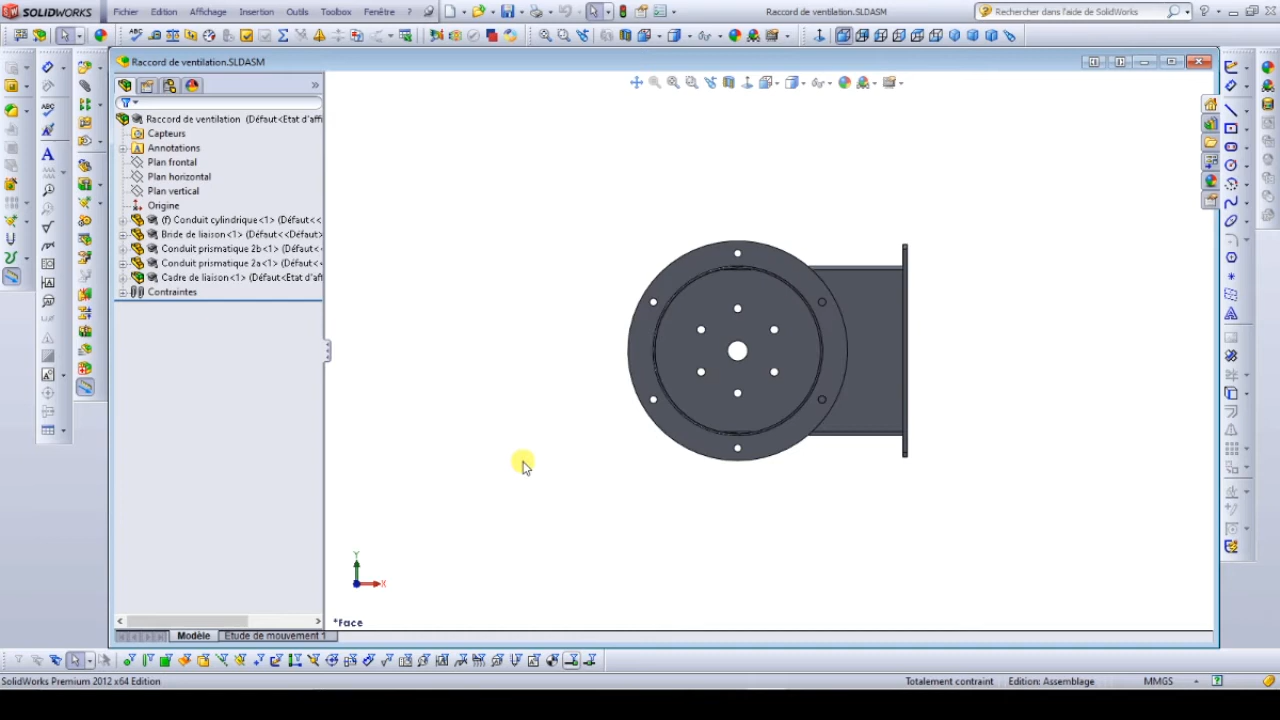 SOLIDWORKS Fichier Edition Affichage Insertion Outils Toolbox Fenêtre ? Raccord de ventilation.SLDASM Rechercher dans l'aide de SolidWorks
Raccord de ventilation.SLDASM
Raccord de ventilation (Défaut<Etat d'aff
Capteurs
Annotations
Plan frontal
Plan horizontal
Plan vertical
Origine
(f) Conduit cylindrique<1> (Défaut<<
Bride de liaison<1> (Défaut<<Défaut>
Conduit prismatique 2b<1> (Défaut<<
Conduit prismatique 2a<1> (Défaut<<
Cadre de liaison<1> (Défaut<Etat d'aff
Contraintes
Y
X
*Face
Modèle Etude de mouvement 1
SolidWorks Premium 2012 x64 Edition Totalement contraint Edition: Assemblage MMGS